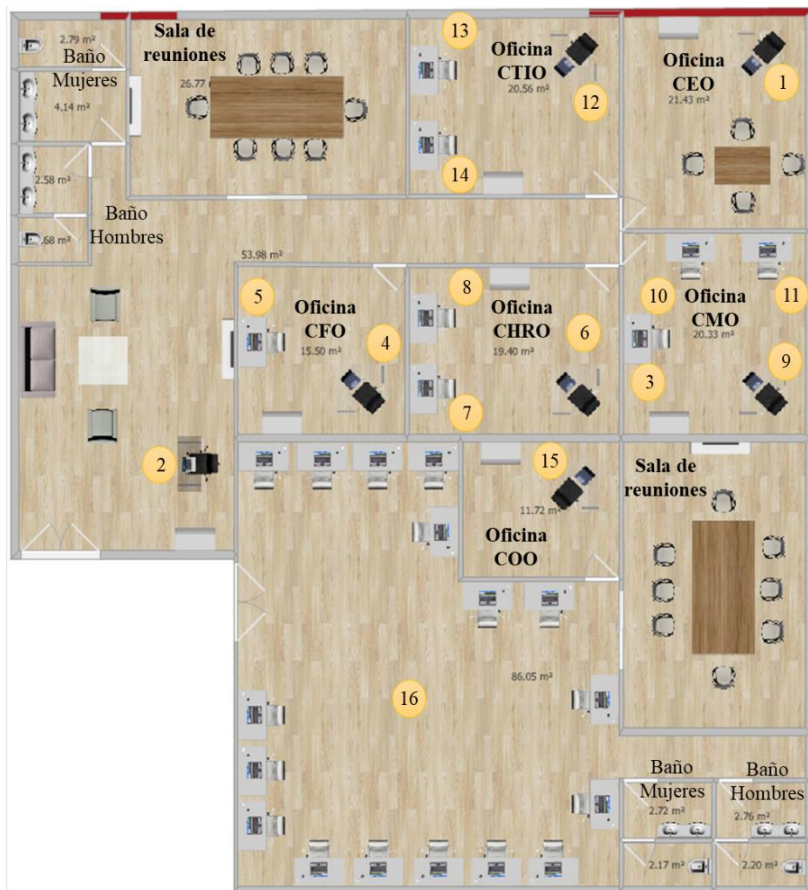 2.79 m²
Baño
Mujeres
4.14 m²
Sala de
reuniones
26.77 m²
13
Oficina
CTIO
20.56 m²
12
14
Oficina
CEO
21.43 m²
1
2.58 m²
Baño
Hombres
.68 m²
53.98 m²
5
Oficina
CFO
15.50 m²
4
8
Oficina
CHRO
19.40 m²
6
7
10
Oficina
CMO
20.33 m²
11
3
9
2
15
11.72 m²
Oficina
COO
Sala de
reuniones
86.05 m²
16
Baño
Mujeres
2.72 m²
2.17 m²
Baño
Hombres
2.76 m²
2.20 m²